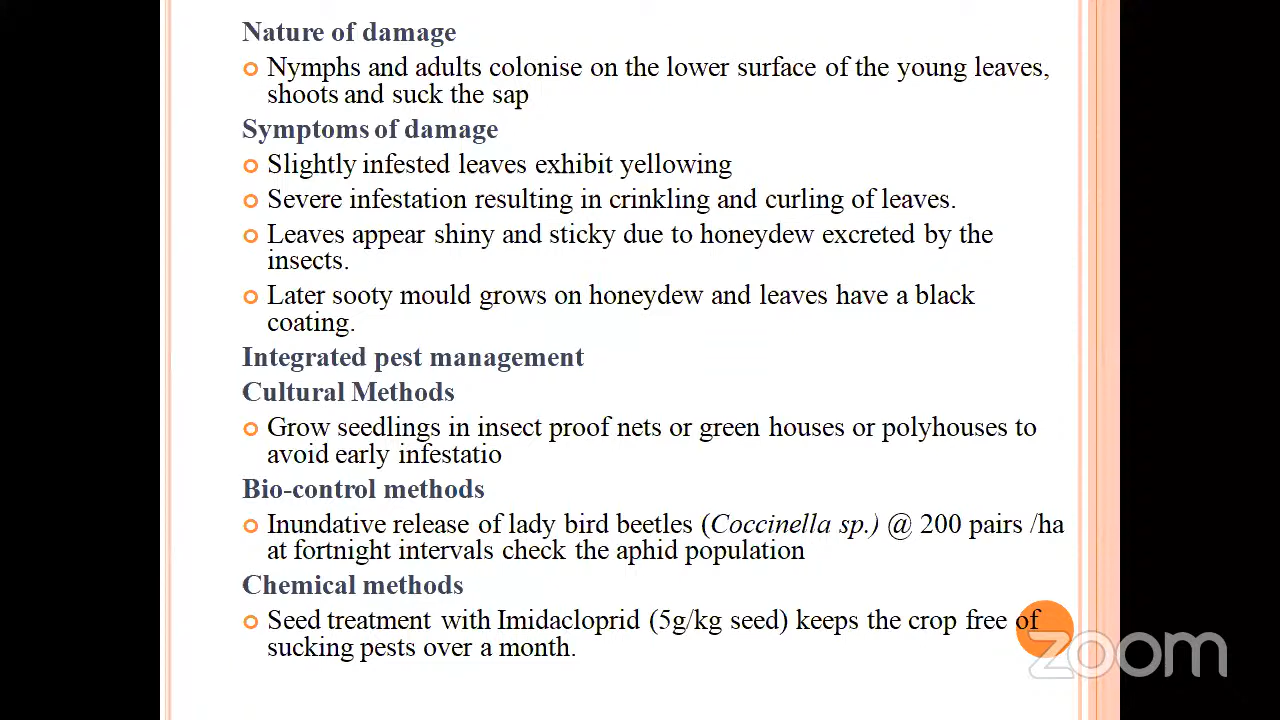 Nature of damage
Nymphs and adults colonise on the lower surface of the young leaves,
shoots and suck the sap
Symptoms of damage
Slightly infested leaves exhibit yellowing
Severe infestation resulting in crinkling and curling of leaves.
Leaves appear shiny and sticky due to honeydew excreted by the
insects.
Later sooty mould grows on honeydew and leaves have a black
coating.
Integrated pest management
Cultural Methods
Grow seedlings in insect proof nets or green houses or polyhouses to
avoid early infestatio
Bio-control methods
Inundative release of lady bird beetles (Coccinella sp.) @ 200 pairs /ha
at fortnight intervals check the aphid population
Chemical methods
Seed treatment with Imidacloprid (5g/kg seed) keeps the crop free of
sucking pests over a month.
zoom